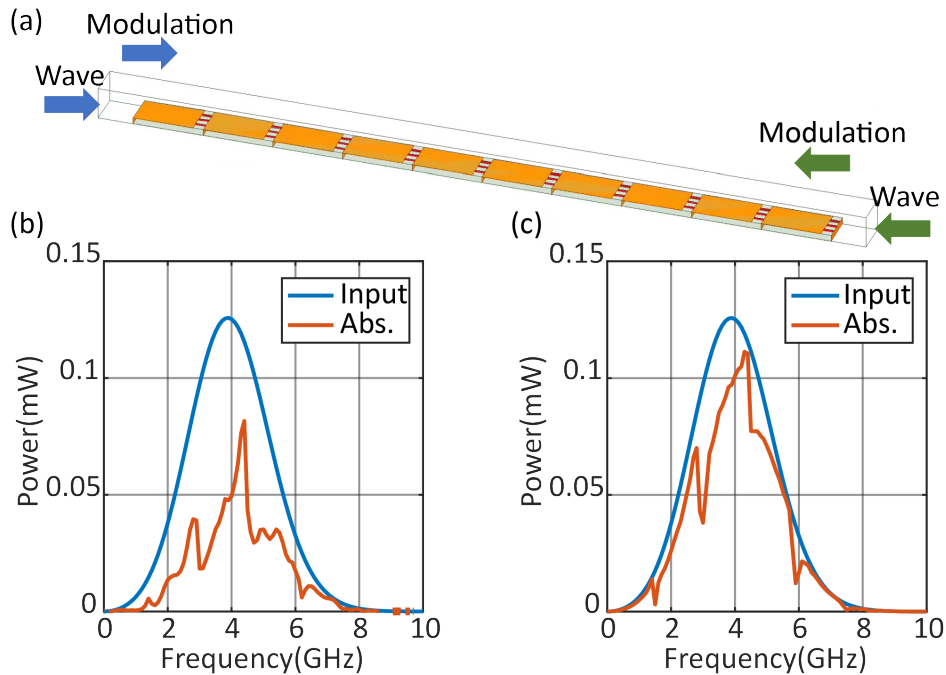 (a)
Modulation
Wave
Modulation
Wave
(b)
0.15
0.1
0.05
0
Power(mW)
Input
Abs.
0 2 4 6 8 10
Frequency(GHz)
(c)
0.15
0.1
0.05
0
Power(mW)
Input
Abs.
0 2 4 6 8 10
Frequency(GHz)